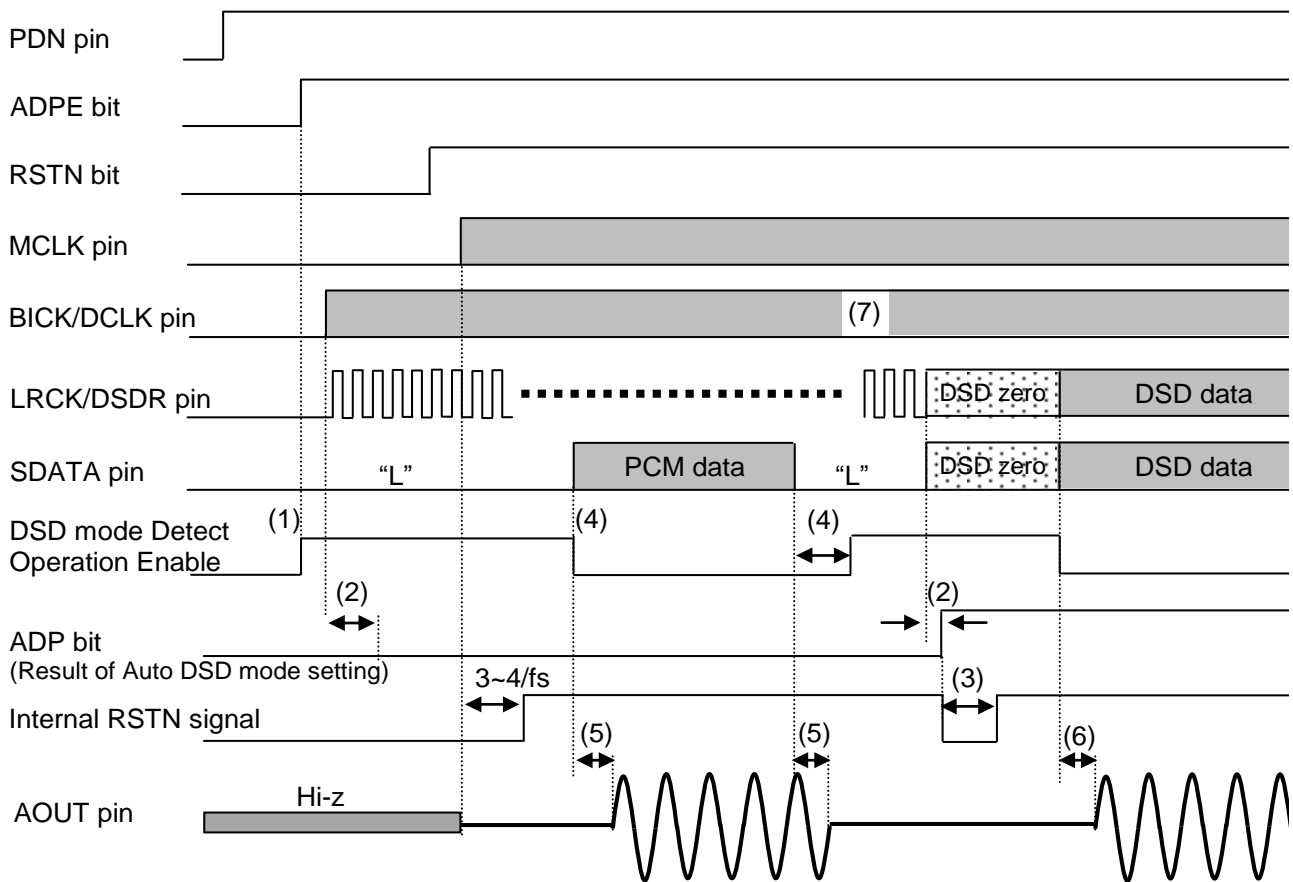 PDN pin
ADPE bit
RSTN bit
MCLK pin
BICK/DCLK pin
(7)
LRCK/DSDR pin
DSD zero
DSD data
SDATA pin
“L”
PCM data
“L”
DSD zero
DSD data
DSD mode Detect
Operation Enable
(1)
(4)
(4)
(2)
(2)
ADP bit
(Result of Auto DSD mode setting)
3~4/fs
(3)
Internal RSTN signal
(5)
(5)
(6)
Hi-z
AOUT pin